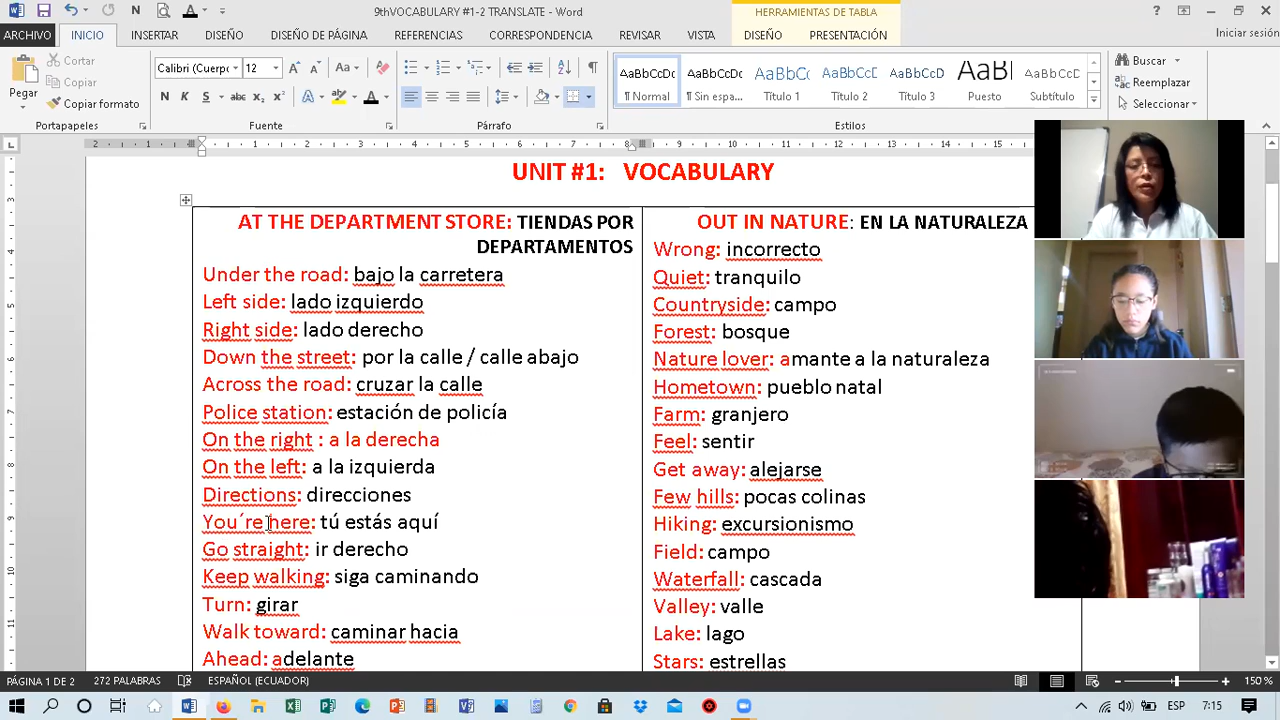 9thVOCABULARY #1-2 TRANSLATE - Word
HERRAMIENTAS DE TABLA
ARCHIVO INICIO INSERTAR DISEÑO DISEÑO DE PÁGINA REFERENCIAS CORRESPONDENCIA REVISAR VISTA DISEÑO PRESENTACIÓN Iniciar sesión
Pegar
Cortar
Copiar
Copiar formato
Portapapeles
Calibri (Cuerpo 12
Fuente
Párrafo
AaBbCcDc AaBbCcDc AaBbCc AaBbCcC AaBbCcD AaB AaBbCcD
¶ Normal ¶ Sin espa... Título 1 Título 2 Título 3 Puesto Subtítulo
Estilos
Buscar
Reemplazar
Seleccionar
UNIT #1: VOCABULARY
AT THE DEPARTMENT STORE: TIENDAS POR
DEPARTAMENTOS
Under the road: bajo la carretera
Left side: lado izquierdo
Right side: lado derecho
Down the street: por la calle / calle abajo
Across the road: cruzar la calle
Police station: estación de policía
On the right : a la derecha
On the left: a la izquierda
Directions: direcciones
You´re here: tú estás aquí
Go straight: ir derecho
Keep walking: siga caminando
Turn: girar
Walk toward: caminar hacia
Ahead: adelante
OUT IN NATURE: EN LA NATURALEZA
Wrong: incorrecto
Quiet: tranquilo
Countryside: campo
Forest: bosque
Nature lover: amante a la naturaleza
Hometown: pueblo natal
Farm: granjero
Feel: sentir
Get away: alejarse
Few hills: pocas colinas
Hiking: excursionismo
Field: campo
Waterfall: cascada
Valley: valle
Lake: lago
Stars: estrellas
PÁGINA 1 DE 2 272 PALABRAS ESPAÑOL (ECUADOR) 150 %
ESP 7:15